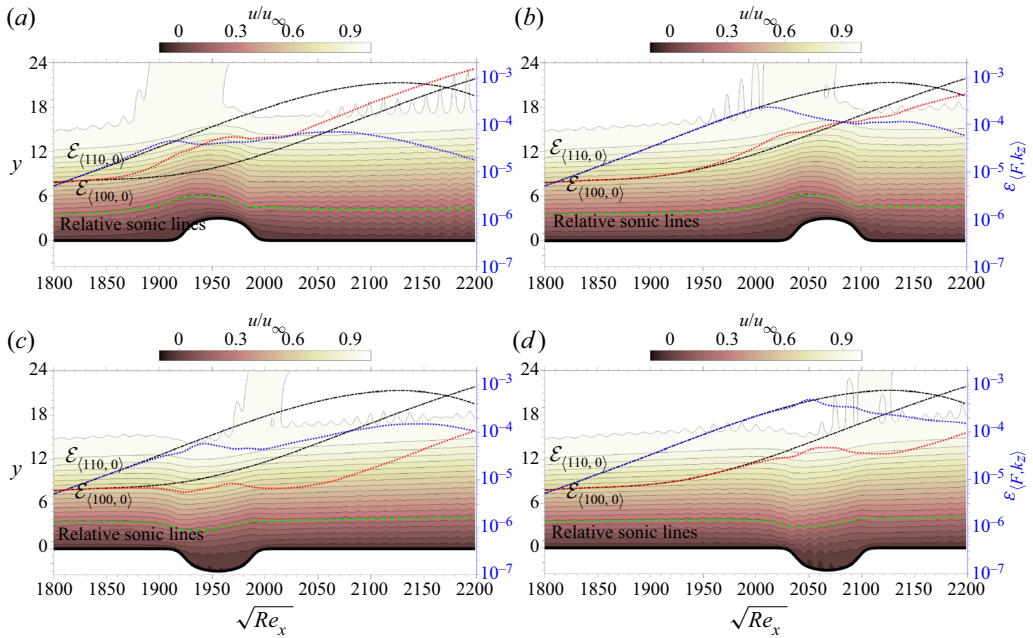 (a) u/u∞ (b) u/u∞
0 0.3 0.6 0.9 0 0.3 0.6 0.9
24 24
10⁻³ 10⁻³
18 18
10⁻⁴ 10⁻⁴
y 12 ℰ⟨110, 0⟩ 12 ℰ⟨110, 0⟩ ε⟨F,kz⟩
10⁻⁵ 10⁻⁵
6 ℰ⟨100, 0⟩ 6 ℰ⟨100, 0⟩
Relative sonic lines 10⁻⁶ Relative sonic lines 10⁻⁶
0 0
10⁻⁷ 10⁻⁷
1800 1850 1900 1950 2000 2050 2100 2150 2200 1800 1850 1900 1950 2000 2050 2100 2150 2200
(c) u/u∞ (d) u/u∞
0 0.3 0.6 0.9 0 0.3 0.6 0.9
24 24
10⁻³ 10⁻³
18 18
10⁻⁴ 10⁻⁴
y 12 ℰ⟨110, 0⟩ 12 ℰ⟨110, 0⟩ ε⟨F,kz⟩
10⁻⁵ 10⁻⁵
6 ℰ⟨100, 0⟩ 6 ℰ⟨100, 0⟩
Relative sonic lines 10⁻⁶ Relative sonic lines 10⁻⁶
0 0
10⁻⁷ 10⁻⁷
1800 1850 1900 1950 2000 2050 2100 2150 2200 1800 1850 1900 1950 2000 2050 2100 2150 2200
√Reₓ √Reₓ